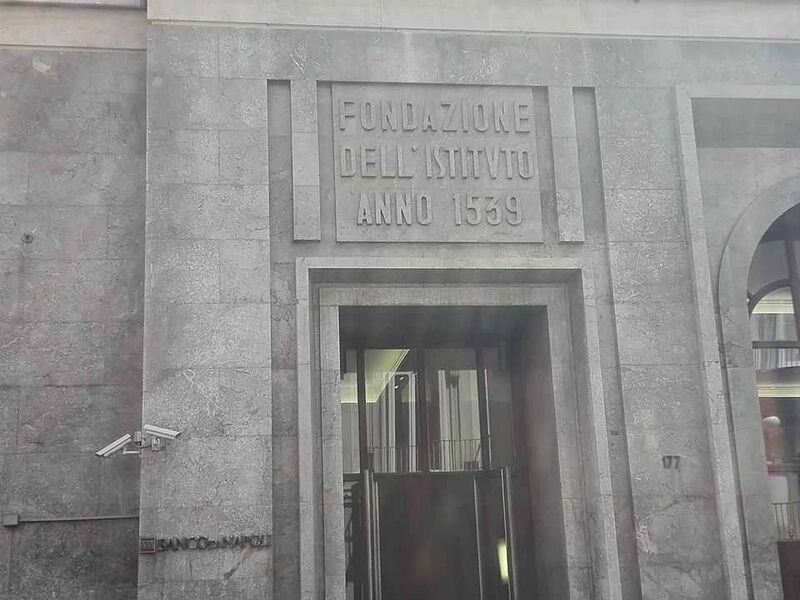 FONDAZIONE
DELL'ISTITVTO
ANNO 1539
177
BANCO DI NAPOLI